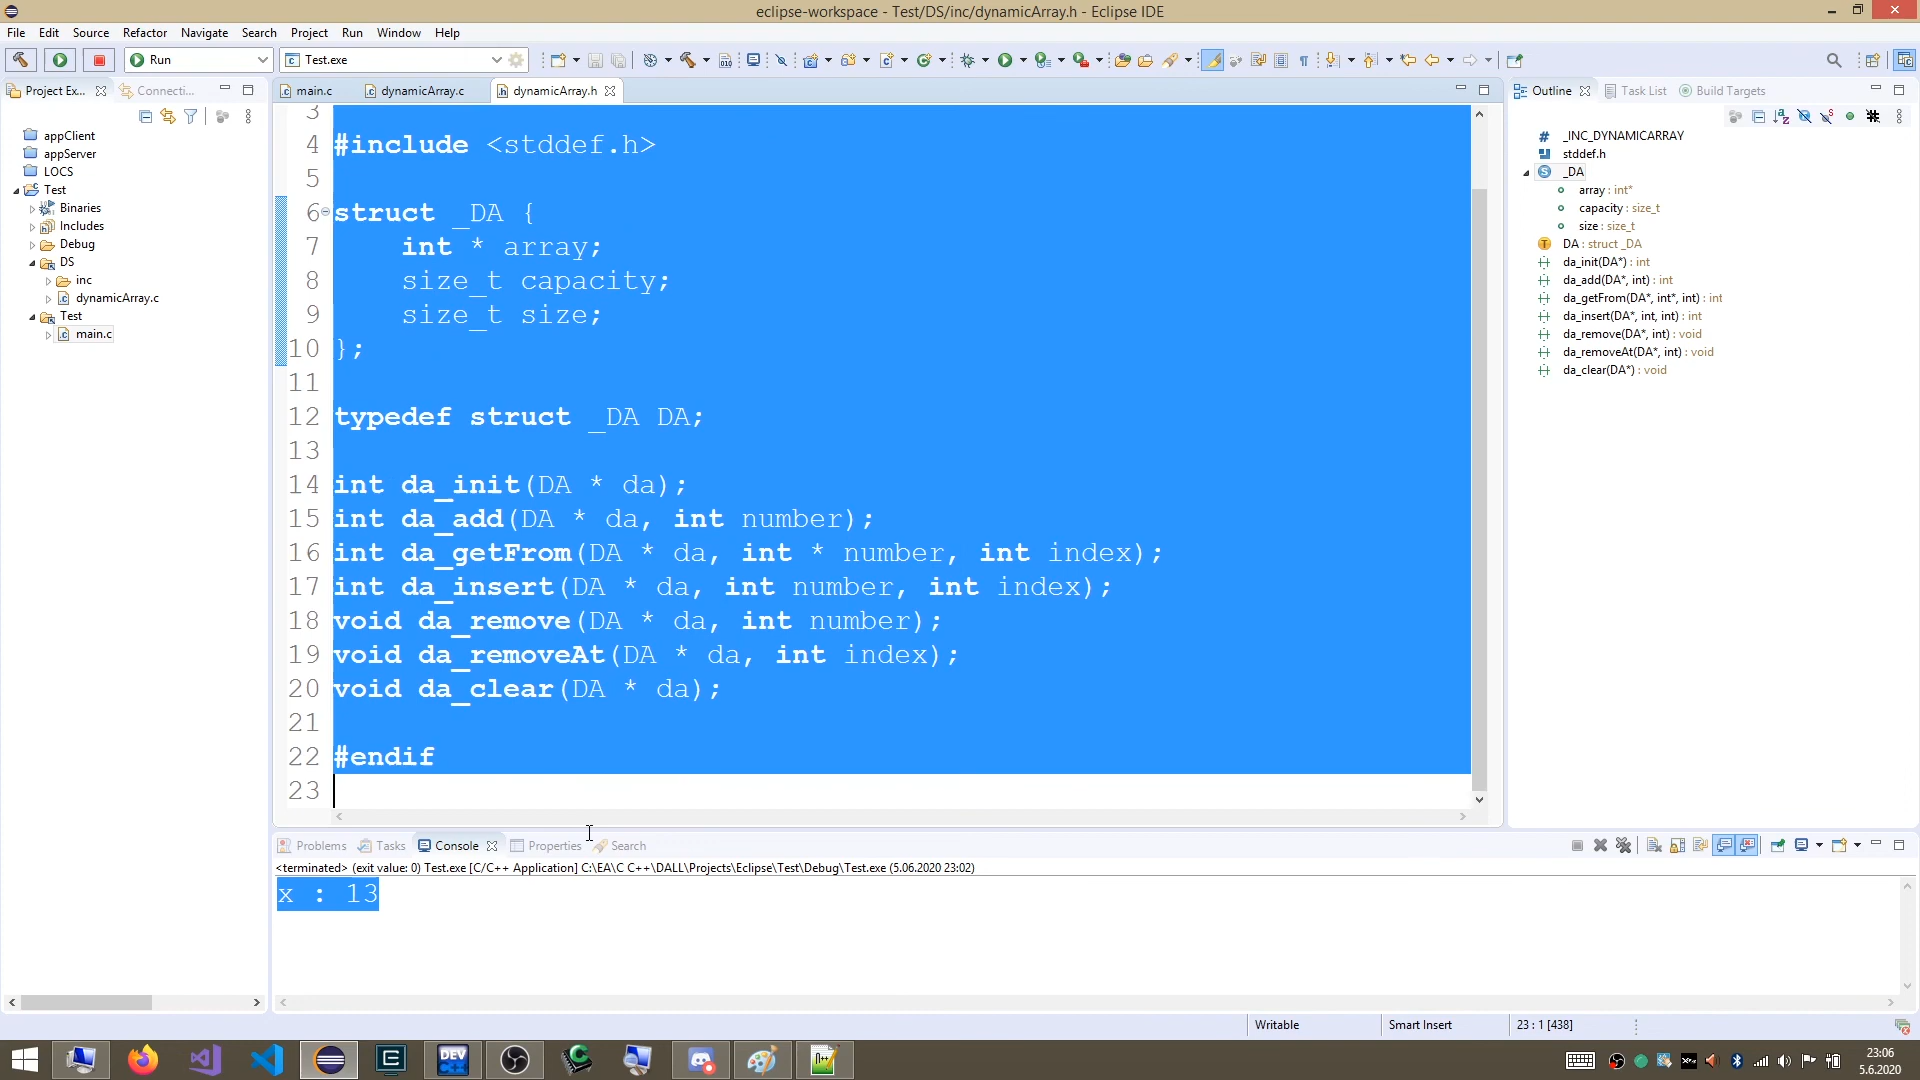 eclipse-workspace - Test/DS/inc/dynamicArray.h - Eclipse IDE
File Edit Source Refactor Navigate Search Project Run Window Help
Run Test.exe
Project Ex... Connecti...
appClient
appServer
LOCS
Test
Binaries
Includes
Debug
DS
inc
dynamicArray.c
Test
main.c
main.c dynamicArray.c dynamicArray.h
3
4 #include <stddef.h>
5
6 struct _DA {
7 int * array;
8 size_t capacity;
9 size_t size;
10 };
11
12 typedef struct _DA DA;
13
14 int da_init(DA * da);
15 int da_add(DA * da, int number);
16 int da_getFrom(DA * da, int * number, int index);
17 int da_insert(DA * da, int number, int index);
18 void da_remove(DA * da, int number);
19 void da_removeAt(DA * da, int index);
20 void da_clear(DA * da);
21
22 #endif
23
Outline Task List Build Targets
_INC_DYNAMICARRAY
stddef.h
_DA
array : int*
capacity : size_t
size : size_t
DA : struct _DA
da_init(DA*) : int
da_add(DA*, int) : int
da_getFrom(DA*, int*, int) : int
da_insert(DA*, int, int) : int
da_remove(DA*, int) : void
da_removeAt(DA*, int) : void
da_clear(DA*) : void
Problems Tasks Console Properties Search
<terminated> (exit value: 0) Test.exe [C/C++ Application] C:\EA\C C++\DALL\Projects\Eclipse\Test\Debug\Test.exe (5.06.2020 23:02)
x : 13
Writable Smart Insert 23 : 1 [438]
DEV
23:06
5.6.2020